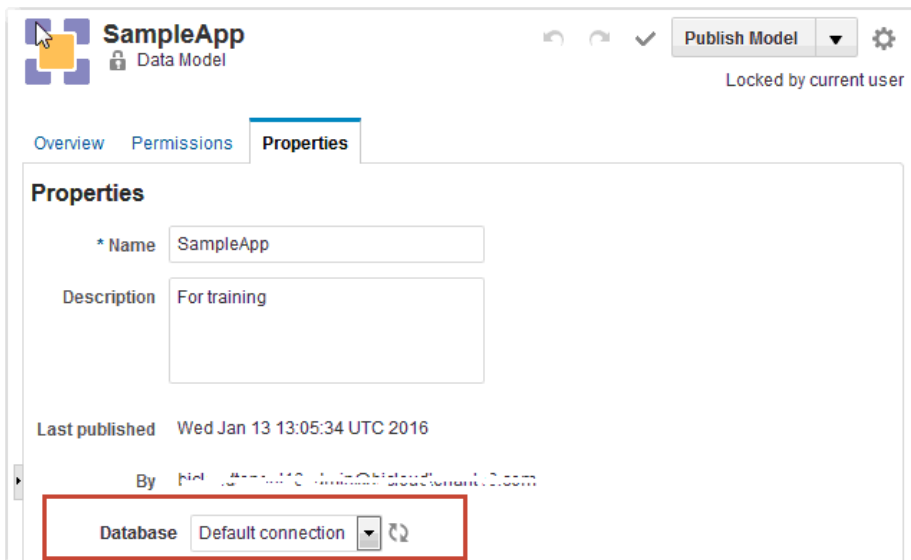 SampleApp
Data Model
Publish Model
Locked by current user
Overview Permissions Properties
Properties
* Name SampleApp
Description For training
Last published Wed Jan 13 13:05:34 UTC 2016
By
Database Default connection